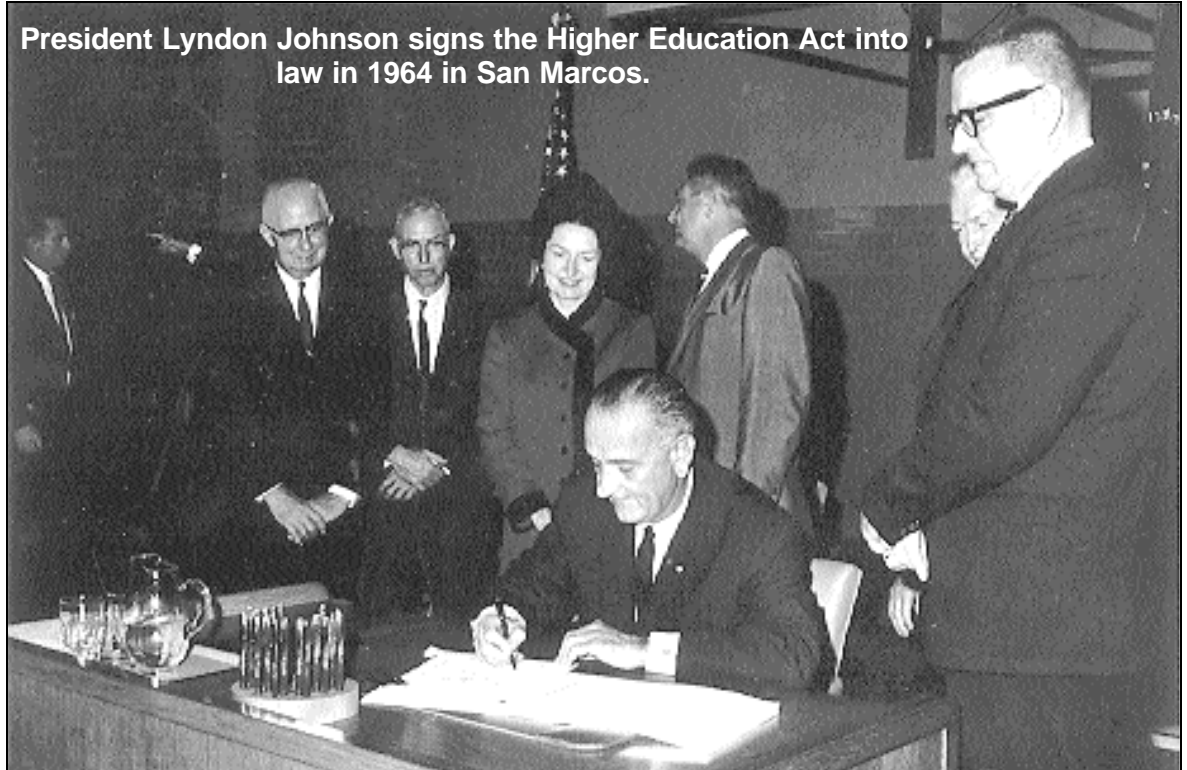 President Lyndon Johnson signs the Higher Education Act into
law in 1964 in San Marcos.